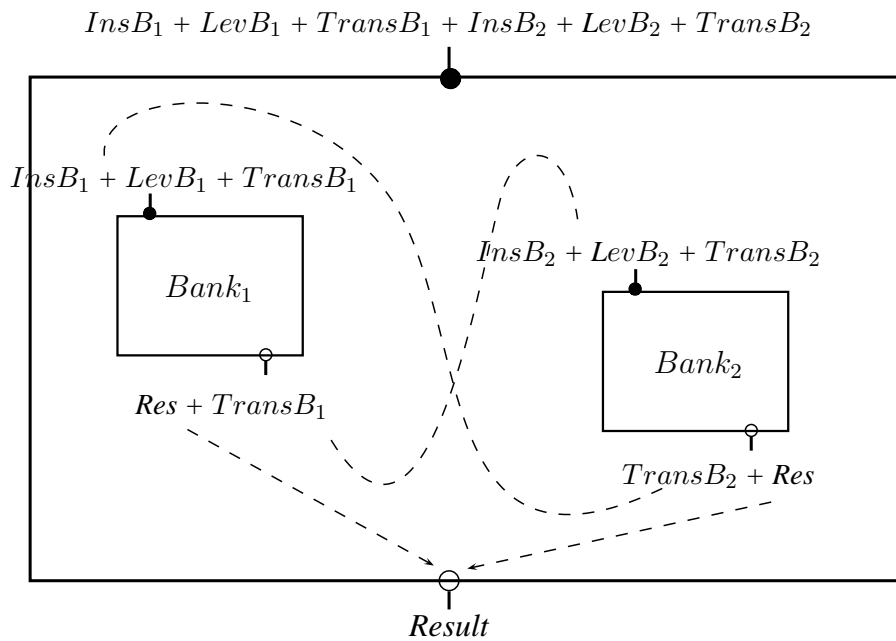 InsB₁ + LevB₁ + TransB₁ + InsB₂ + LevB₂ + TransB₂
InsB₁ + LevB₁ + TransB₁
Bank₁
Res + TransB₁
InsB₂ + LevB₂ + TransB₂
Bank₂
TransB₂ + Res
Result